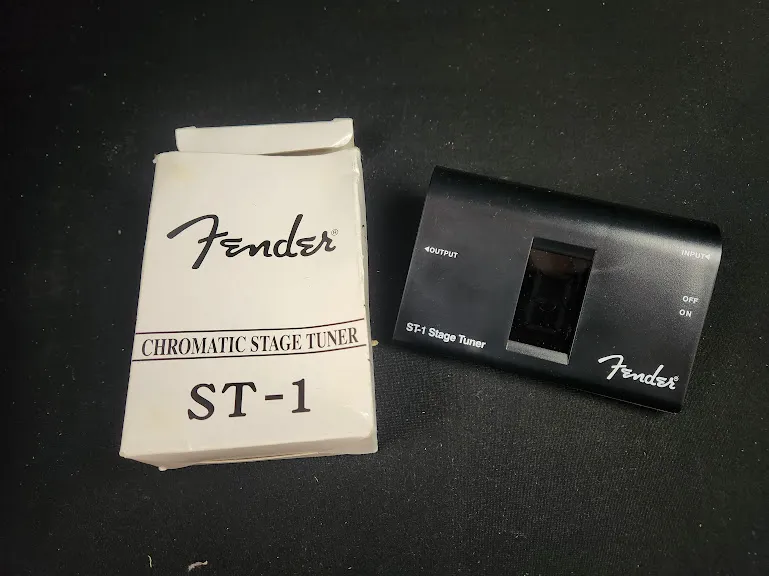 Fender®
CHROMATIC STAGE TUNER
ST-1
◄OUTPUT
INPUT◄
OFF
ON
ST-1 Stage Tuner
Fender®